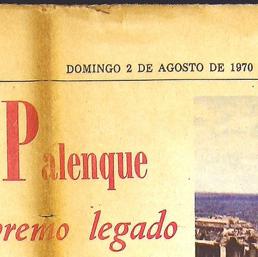 DOMINGO 2 DE AGOSTO DE 1970
Palenque
premo legado